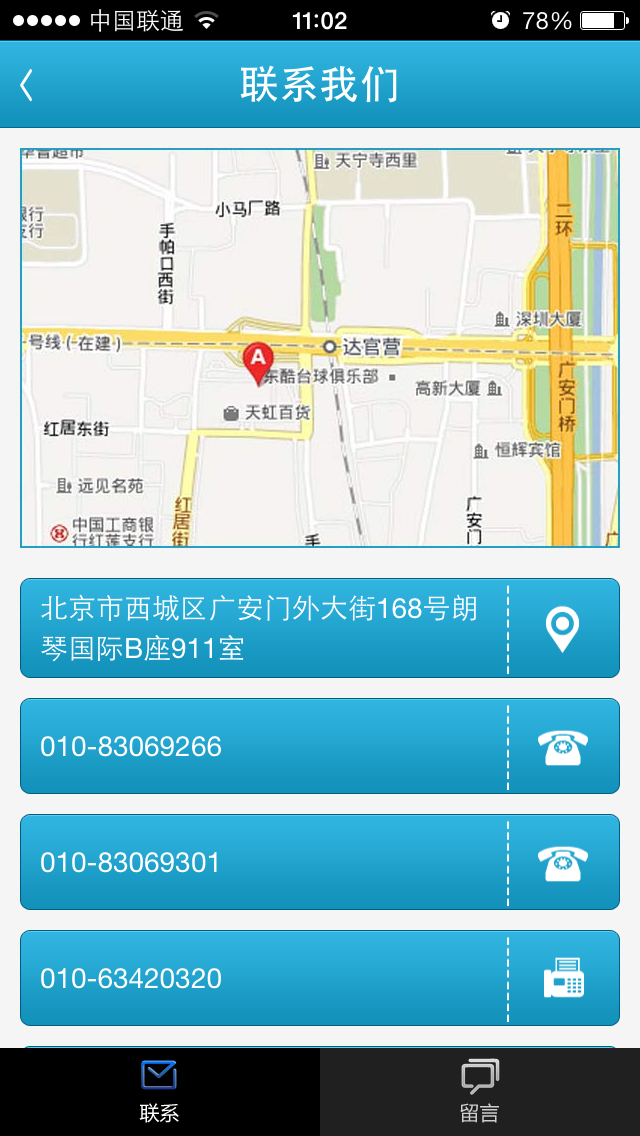 中国联通
11:02
78%
联系我们
天宁寺西里
小马厂路
银行
支行
手帕口西街
二环
深圳大厦
号线(在建)
达官营
A
东酷台球俱乐部
高新大厦
广安门桥
天虹百货
红居东街
恒辉宾馆
远见名苑
红居街
广安门
中国工商银
行红莲支行
手
广
北京市西城区广安门外大街168号朗
琴国际B座911室
010-83069266
010-83069301
010-63420320
联系
留言